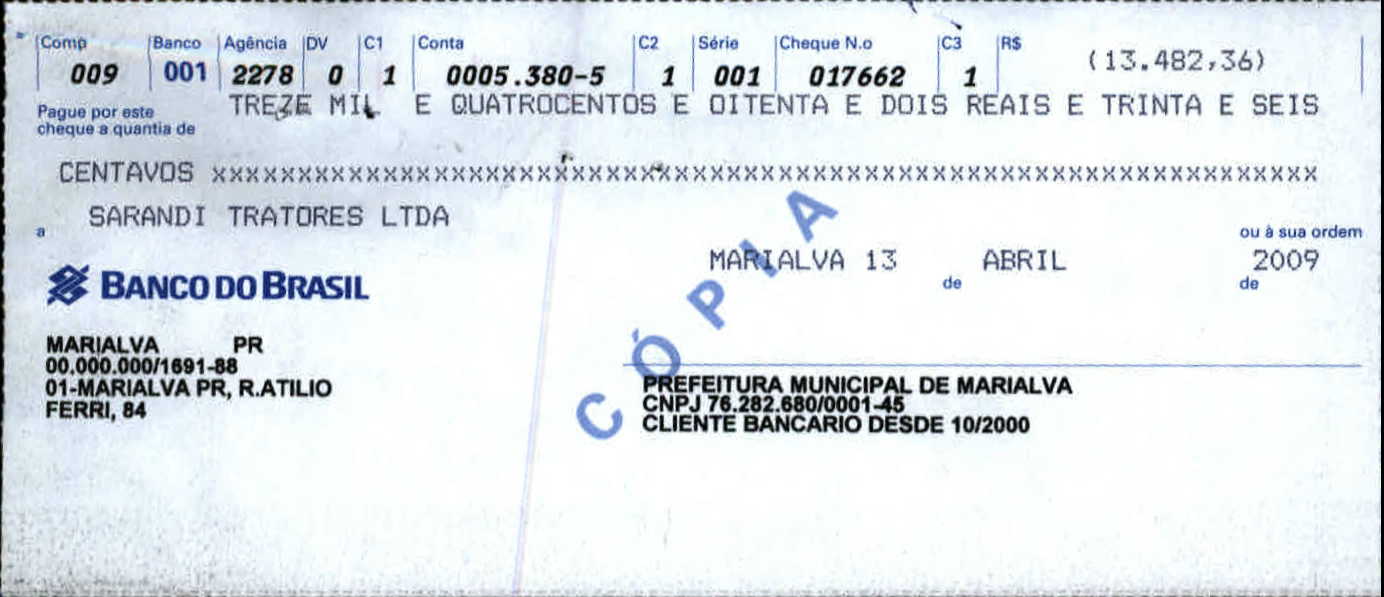 Comp Banco Agência DV C1 Conta C2 Série Cheque N.o C3 R$ (13.482,36)
009 001 2278 0 1 0005.380-5 1 001 017662 1
Pague por este TREZE MIL E QUATROCENTOS E OITENTA E DOIS REAIS E TRINTA E SEIS
cheque a quantia de
CENTAVOS xxxxxxxxxxxxxxxxxxxxxxxxxxxxxxxxxxxxxxxxxxxxxxxxxxxxxxxxxxxxxxxx
a SARANDI TRATORES LTDA ou à sua ordem
MARIALVA 13 de ABRIL de 2009
BANCO DO BRASIL
CÓPIA
MARIALVA PR
00.000.000/1691-88
01-MARIALVA PR, R.ATILIO
FERRI, 84
PREFEITURA MUNICIPAL DE MARIALVA
CNPJ 76.282.680/0001-45
CLIENTE BANCARIO DESDE 10/2000